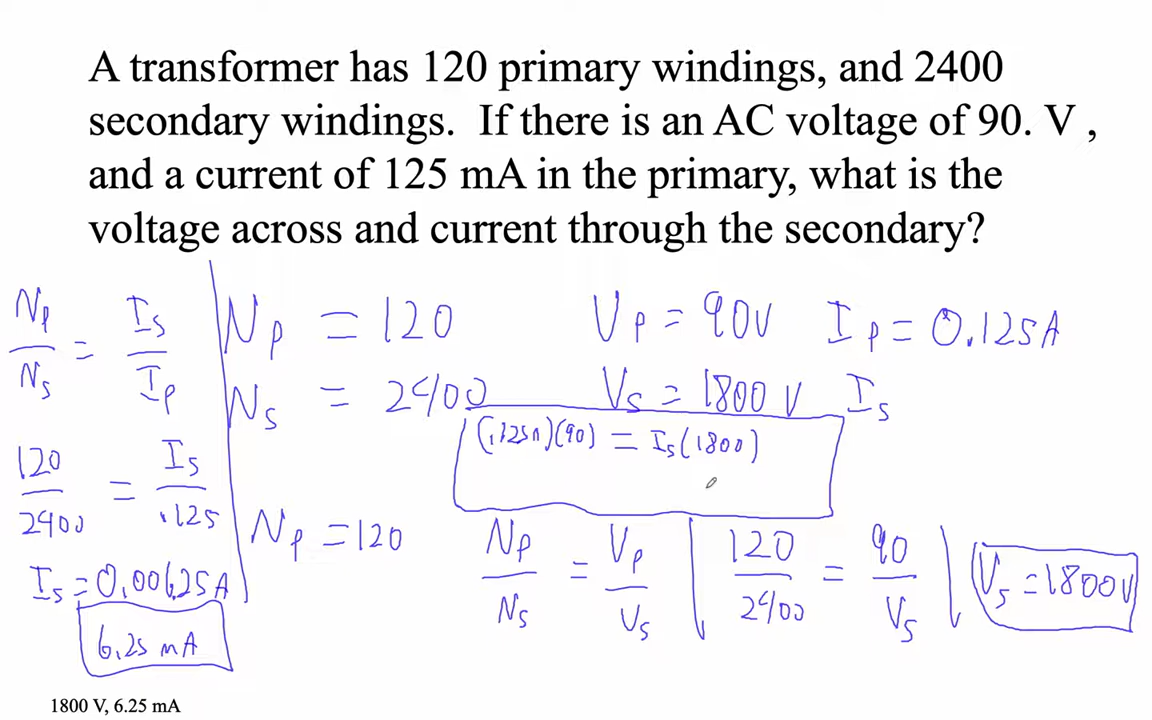 A transformer has 120 primary windings, and 2400
secondary windings.  If there is an AC voltage of 90. V ,
and a current of 125 mA in the primary, what is the
voltage across and current through the secondary?
Np/Ns = Is/Ip
120/2400 = Is/.125
Is = 0.00625A
6.25 mA
Np = 120
Vp = 90V
Ip = 0.125A
Ns = 2400
Vs = 1800 V
Is
(.125A)(90) = Is(1800)
Np = 120
Np/Ns = Vp/Vs
120/2400 = 90/Vs
Vs = 1800V
1800 V, 6.25 mA